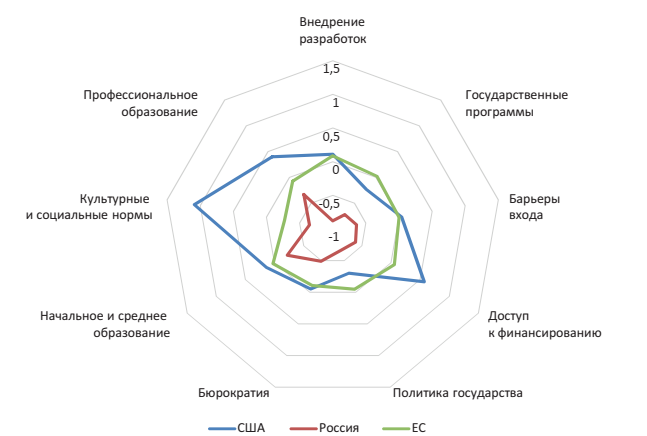 Внедрение
разработок
1,5
1
0,5
0
-0,5
-1
Государственные
программы
Барьеры
входа
Доступ
к финансированию
Политика государства
Бюрократия
Начальное и среднее
образование
Культурные
и социальные нормы
Профессиональное
образование
США
Россия
ЕС